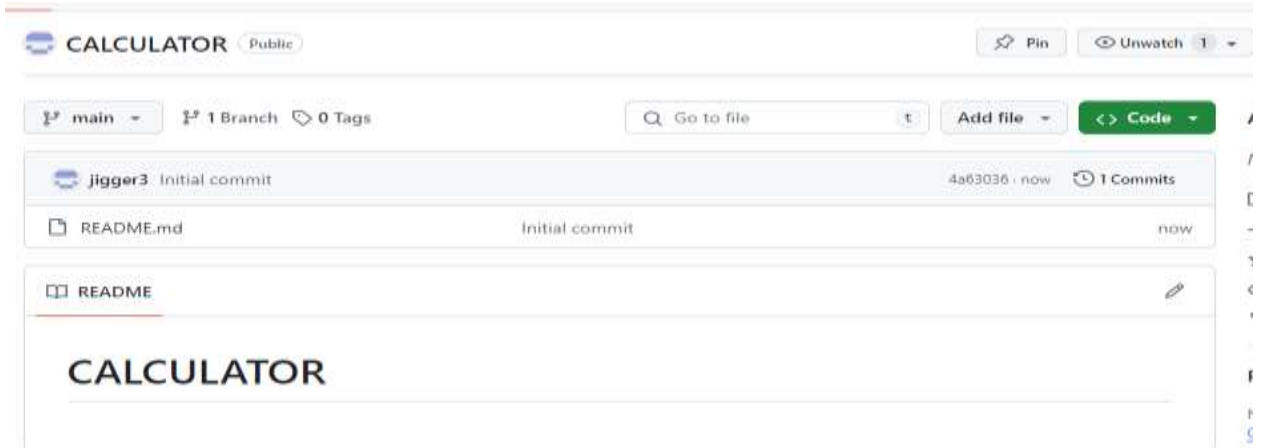 CALCULATOR Public Pin Unwatch 1
main 1 Branch 0 Tags Go to file t Add file <> Code
jigger3 Initial commit 4a63036 · now 1 Commits
README.md Initial commit now
README
CALCULATOR